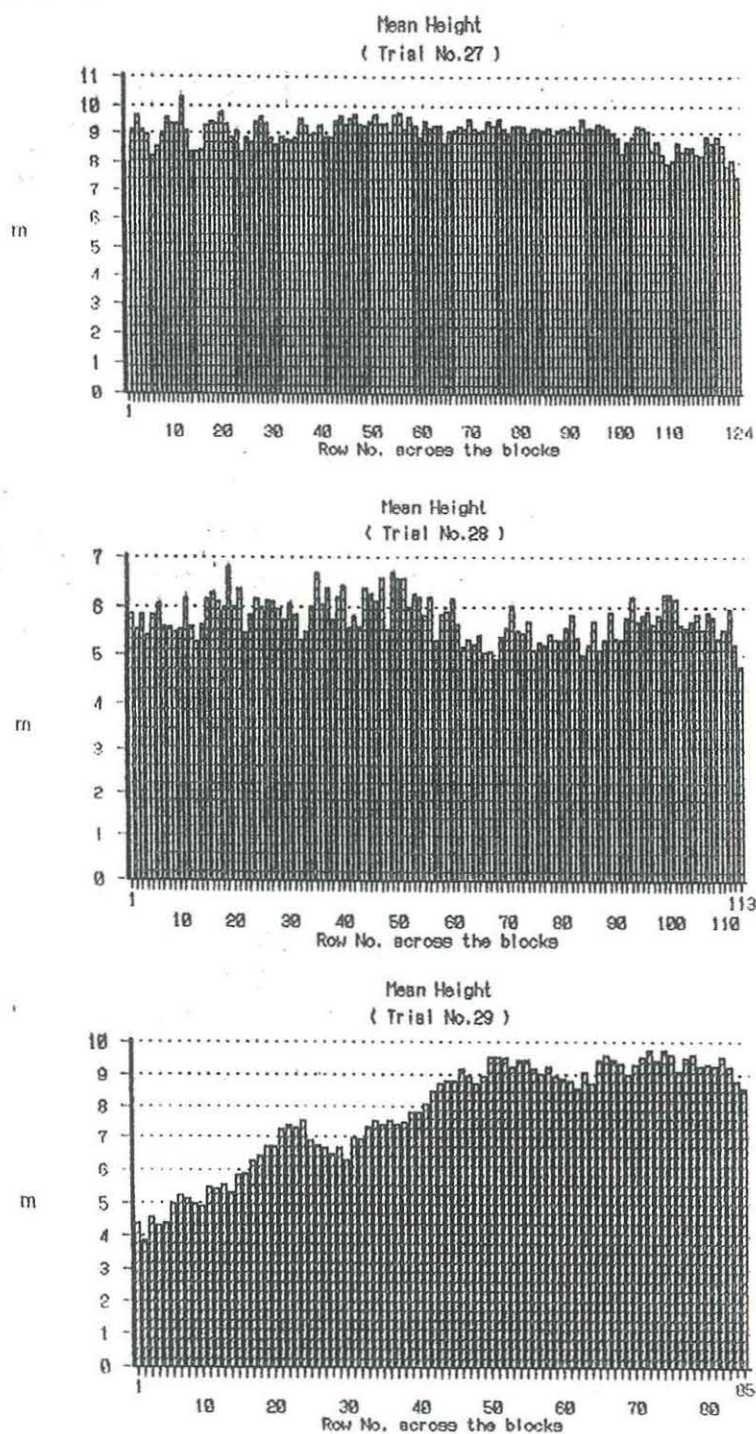 Mean Height
( Trial No.27 )
11
10
9
8
7
6
5
4
3
2
1
0
m
1
10 20 30 40 50 60 70 80 90 100 110 124
Row No. across the blocks
Mean Height
( Trial No.28 )
7
6
5
4
3
2
1
0
m
1 113
10 20 30 40 50 60 70 80 90 100 110
Row No. across the blocks
Mean Height
( Trial No.29 )
10
9
8
7
6
5
4
3
2
1
0
m
1 85
10 20 30 40 50 60 70 80
Row No. across the blocks